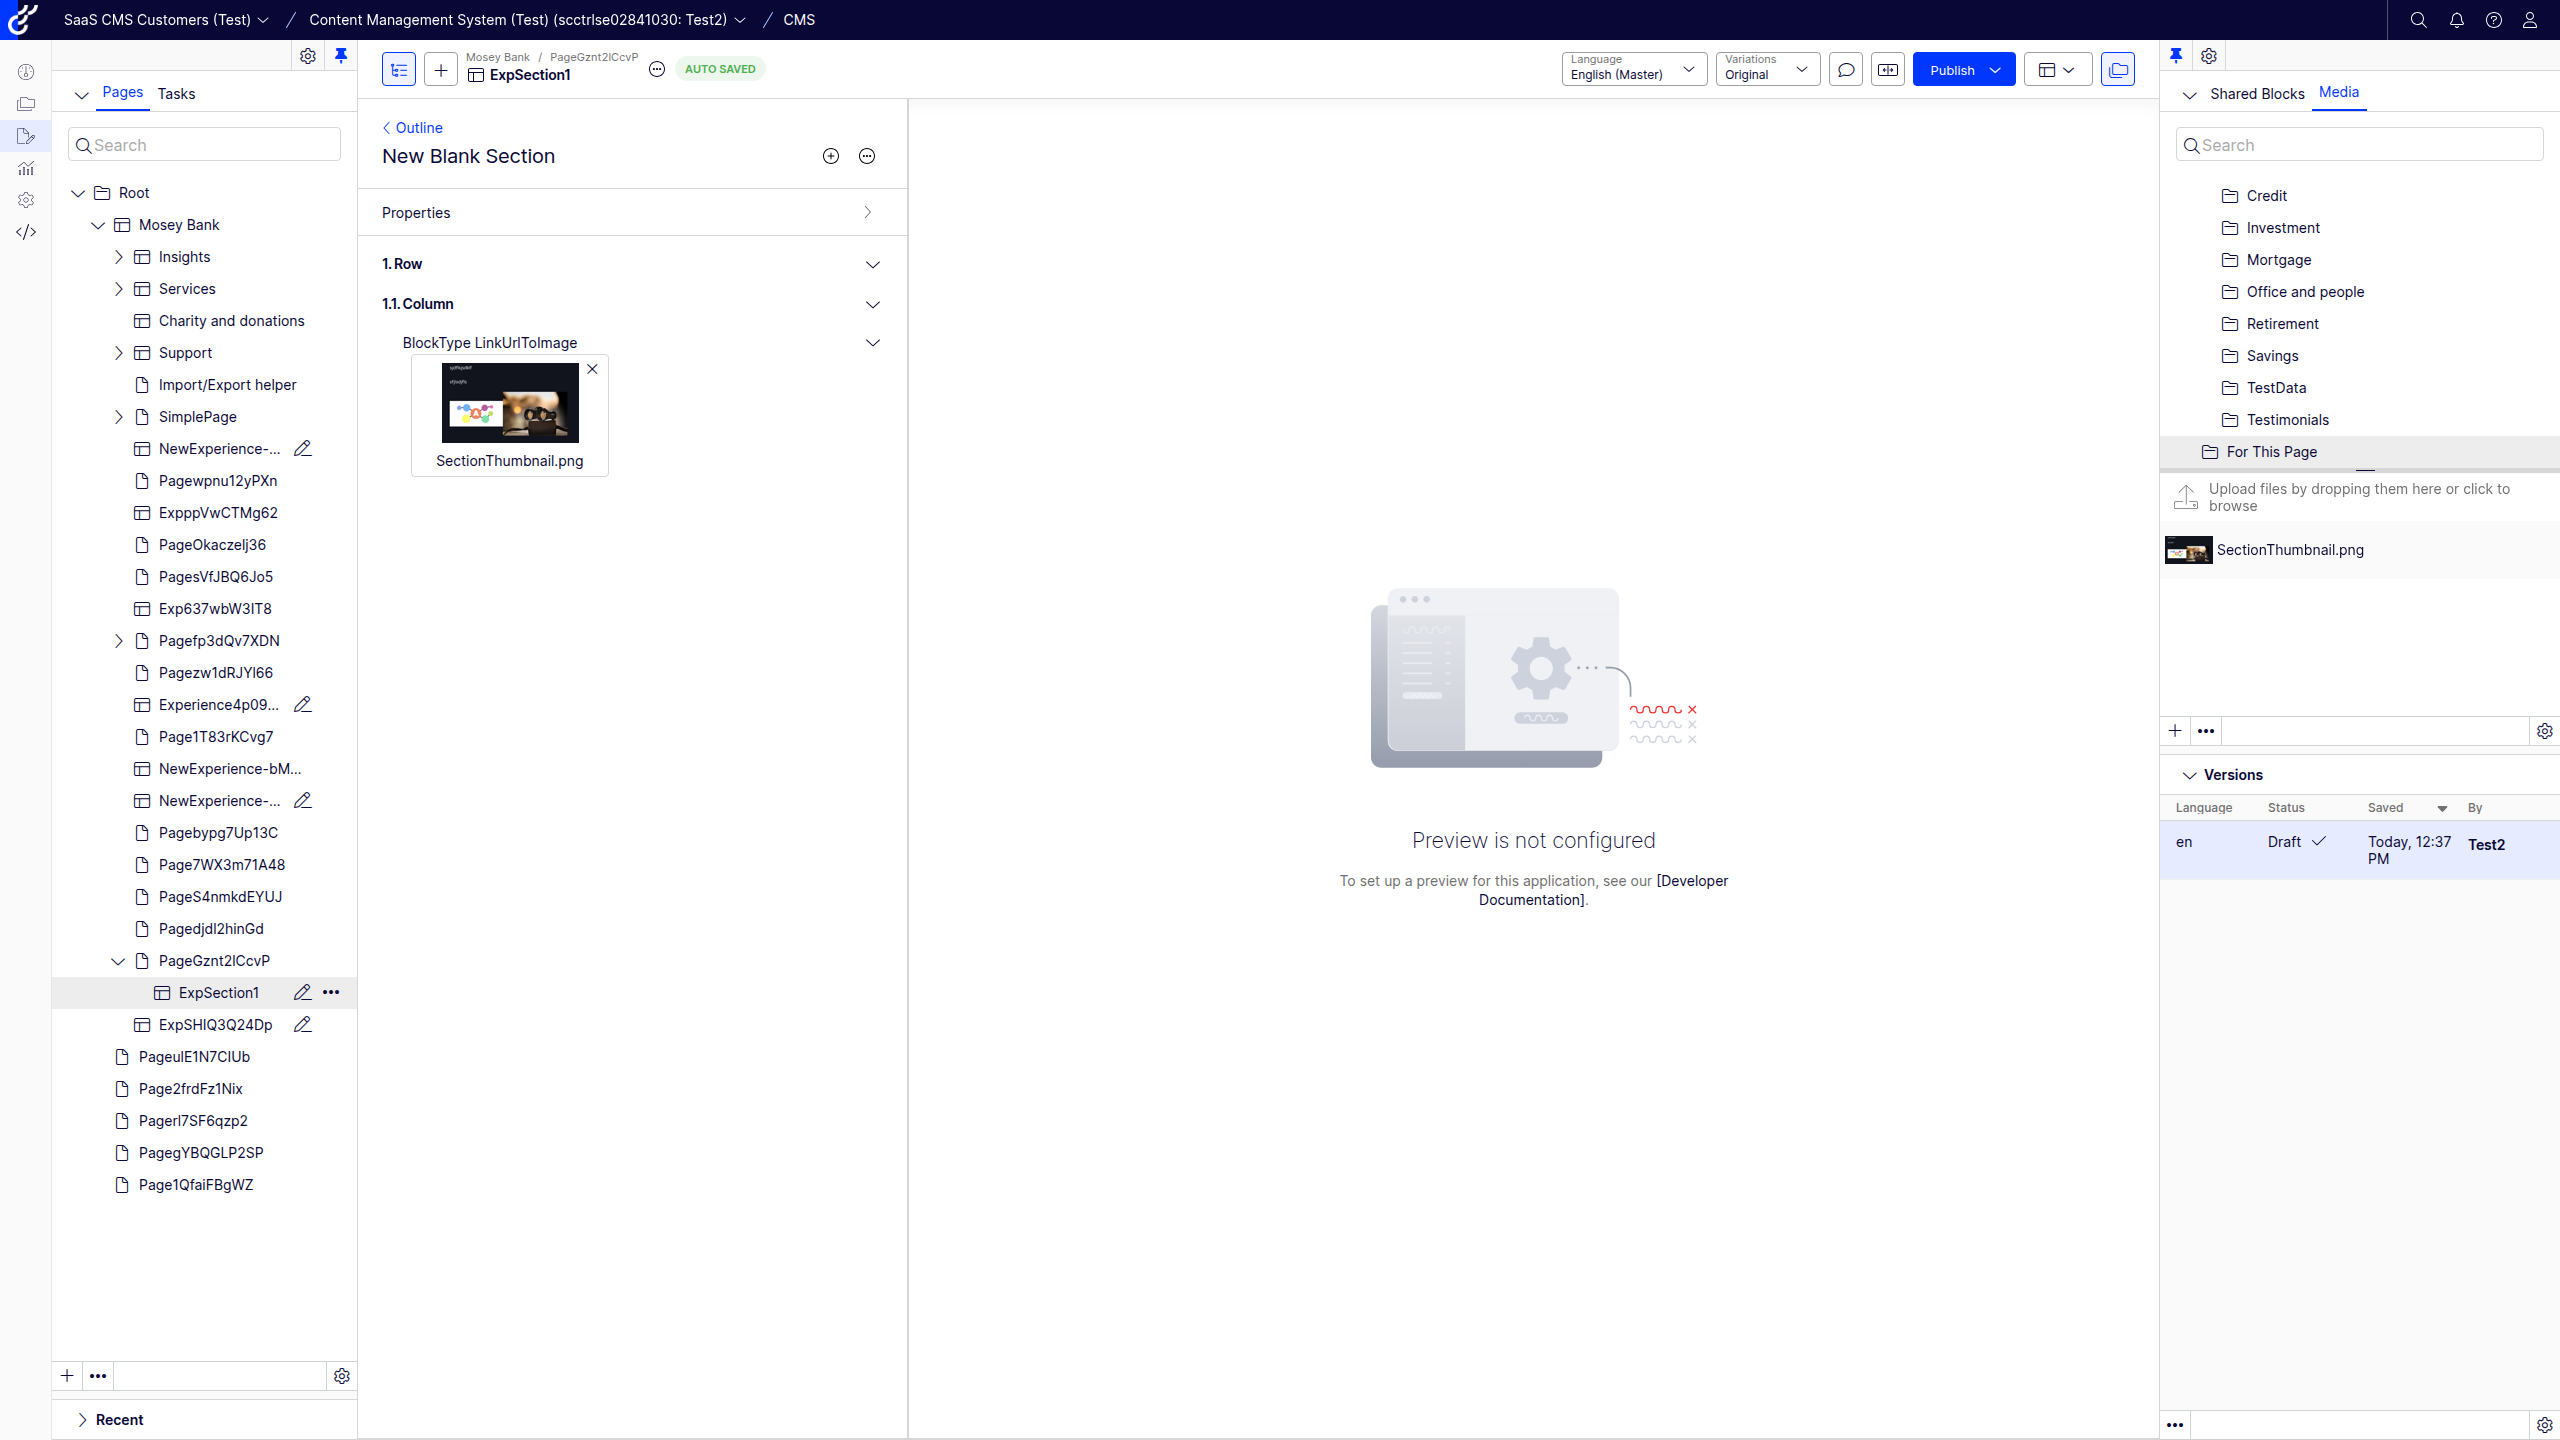 SaaS CMS Customers (Test) / Content Management System (Test) (scctrlse02841030: Test2) / CMS
Pages Tasks
Search
Root
Mosey Bank
Insights
Services
Charity and donations
Support
Import/Export helper
SimplePage
NewExperience-...
Pagewpnu12yPXn
ExpppVwCTMg62
PageOkaczelj36
PagesVfJBQ6Jo5
Exp637wbW3IT8
Pagefp3dQv7XDN
Pagezw1dRJYl66
Experience4p09...
Page1T83rKCvg7
NewExperience-bM...
NewExperience-...
Pagebypg7Up13C
Page7WX3m71A48
PageS4nmkdEYUJ
Pagedjdl2hinGd
PageGznt2lCcvP
ExpSection1
ExpSHIQ3Q24Dp
PageulE1N7CIUb
Page2frdFz1Nix
Pagerl7SF6qzp2
PagegYBQGLP2SP
Page1QfaiFBgWZ
Recent
Mosey Bank / PageGznt2lCcvP
ExpSection1
AUTO SAVED
Language
English (Master)
Variations
Original
Publish
Outline
New Blank Section
Properties
1. Row
1.1. Column
BlockType LinkUrlToImage
SectionThumbnail.png
Preview is not configured
To set up a preview for this application, see our [Developer
Documentation].
Shared Blocks Media
Search
Credit
Investment
Mortgage
Office and people
Retirement
Savings
TestData
Testimonials
For This Page
Upload files by dropping them here or click to
browse
SectionThumbnail.png
Versions
Language Status Saved By
en Draft Today, 12:37 PM Test2